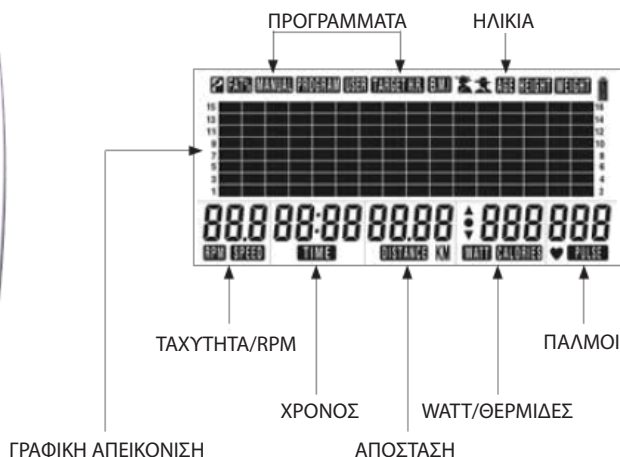 ΠΡΟΓΡΑΜΜΑΤΑ ΗΛΙΚΙΑ
FAT% MANUAL PROGRAM USER TARGET H.R. B.M.I AGE HEIGHT WEIGHT
15 16
13 14
11 12
9 10
7 8
5 6
3 4
1 2
88.8 88:88 88.88 888 888
RPM SPEED TIME DISTANCE KM WATT CALORIES PULSE
ΤΑΧΥΤΗΤΑ/RPM ΠΑΛΜΟΙ
ΧΡΟΝΟΣ WATT/ΘΕΡΜΙΔΕΣ
ΓΡΑΦΙΚΗ ΑΠΕΙΚΟΝΙΣΗ ΑΠΟΣΤΑΣΗ